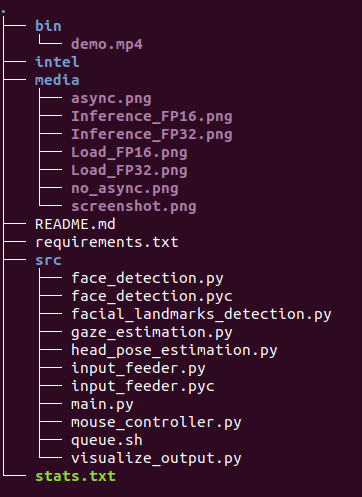 .
├── bin
│   └── demo.mp4
├── intel
├── media
│   ├── async.png
│   ├── Inference_FP16.png
│   ├── Inference_FP32.png
│   ├── Load_FP16.png
│   ├── Load_FP32.png
│   ├── no_async.png
│   └── screenshot.png
├── README.md
├── requirements.txt
├── src
│   ├── face_detection.py
│   ├── face_detection.pyc
│   ├── facial_landmarks_detection.py
│   ├── gaze_estimation.py
│   ├── head_pose_estimation.py
│   ├── input_feeder.py
│   ├── input_feeder.pyc
│   ├── main.py
│   ├── mouse_controller.py
│   ├── queue.sh
│   └── visualize_output.py
└── stats.txt